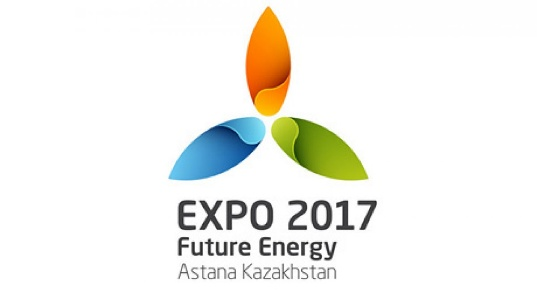 EXPO 2017
Future Energy
Astana Kazakhstan